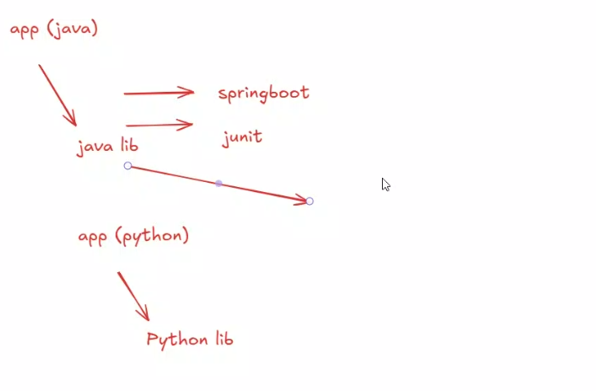 app (java)
springboot
junit
java lib
app (python)
Python lib